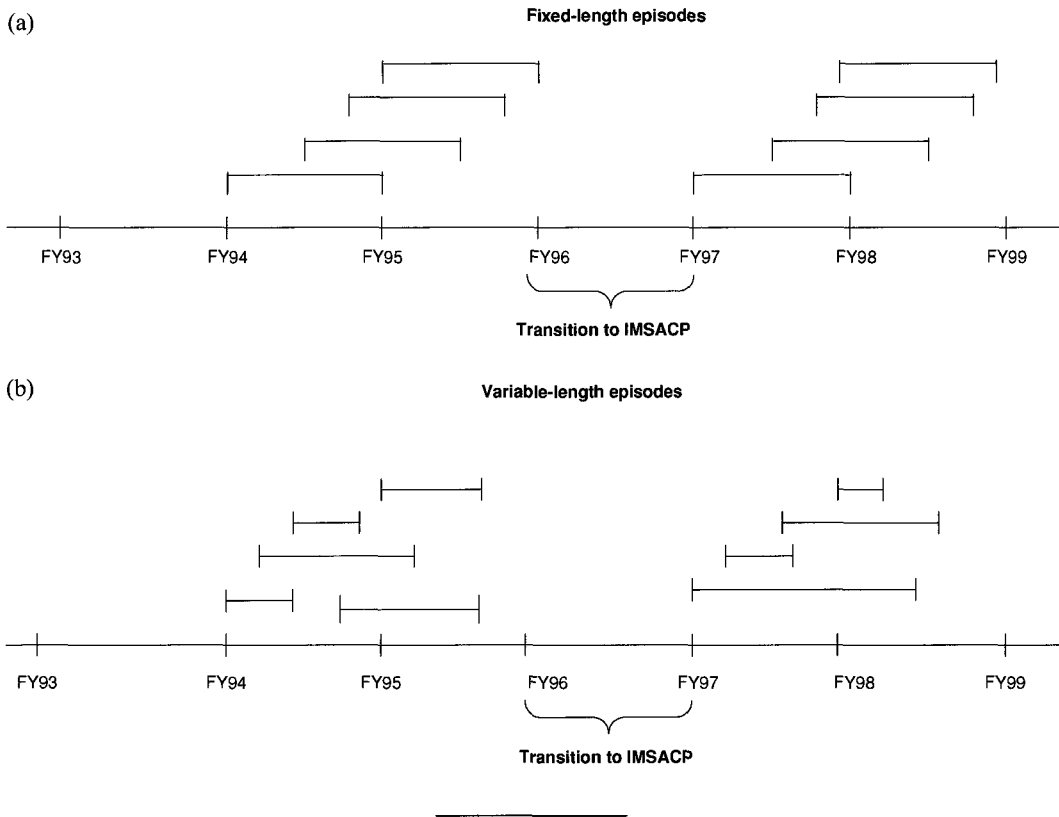 (a)
Fixed-length episodes
FY93 FY94 FY95 FY96 FY97 FY98 FY99
Transition to IMSACP
(b)
Variable-length episodes
FY93 FY94 FY95 FY96 FY97 FY98 FY99
Transition to IMSACP